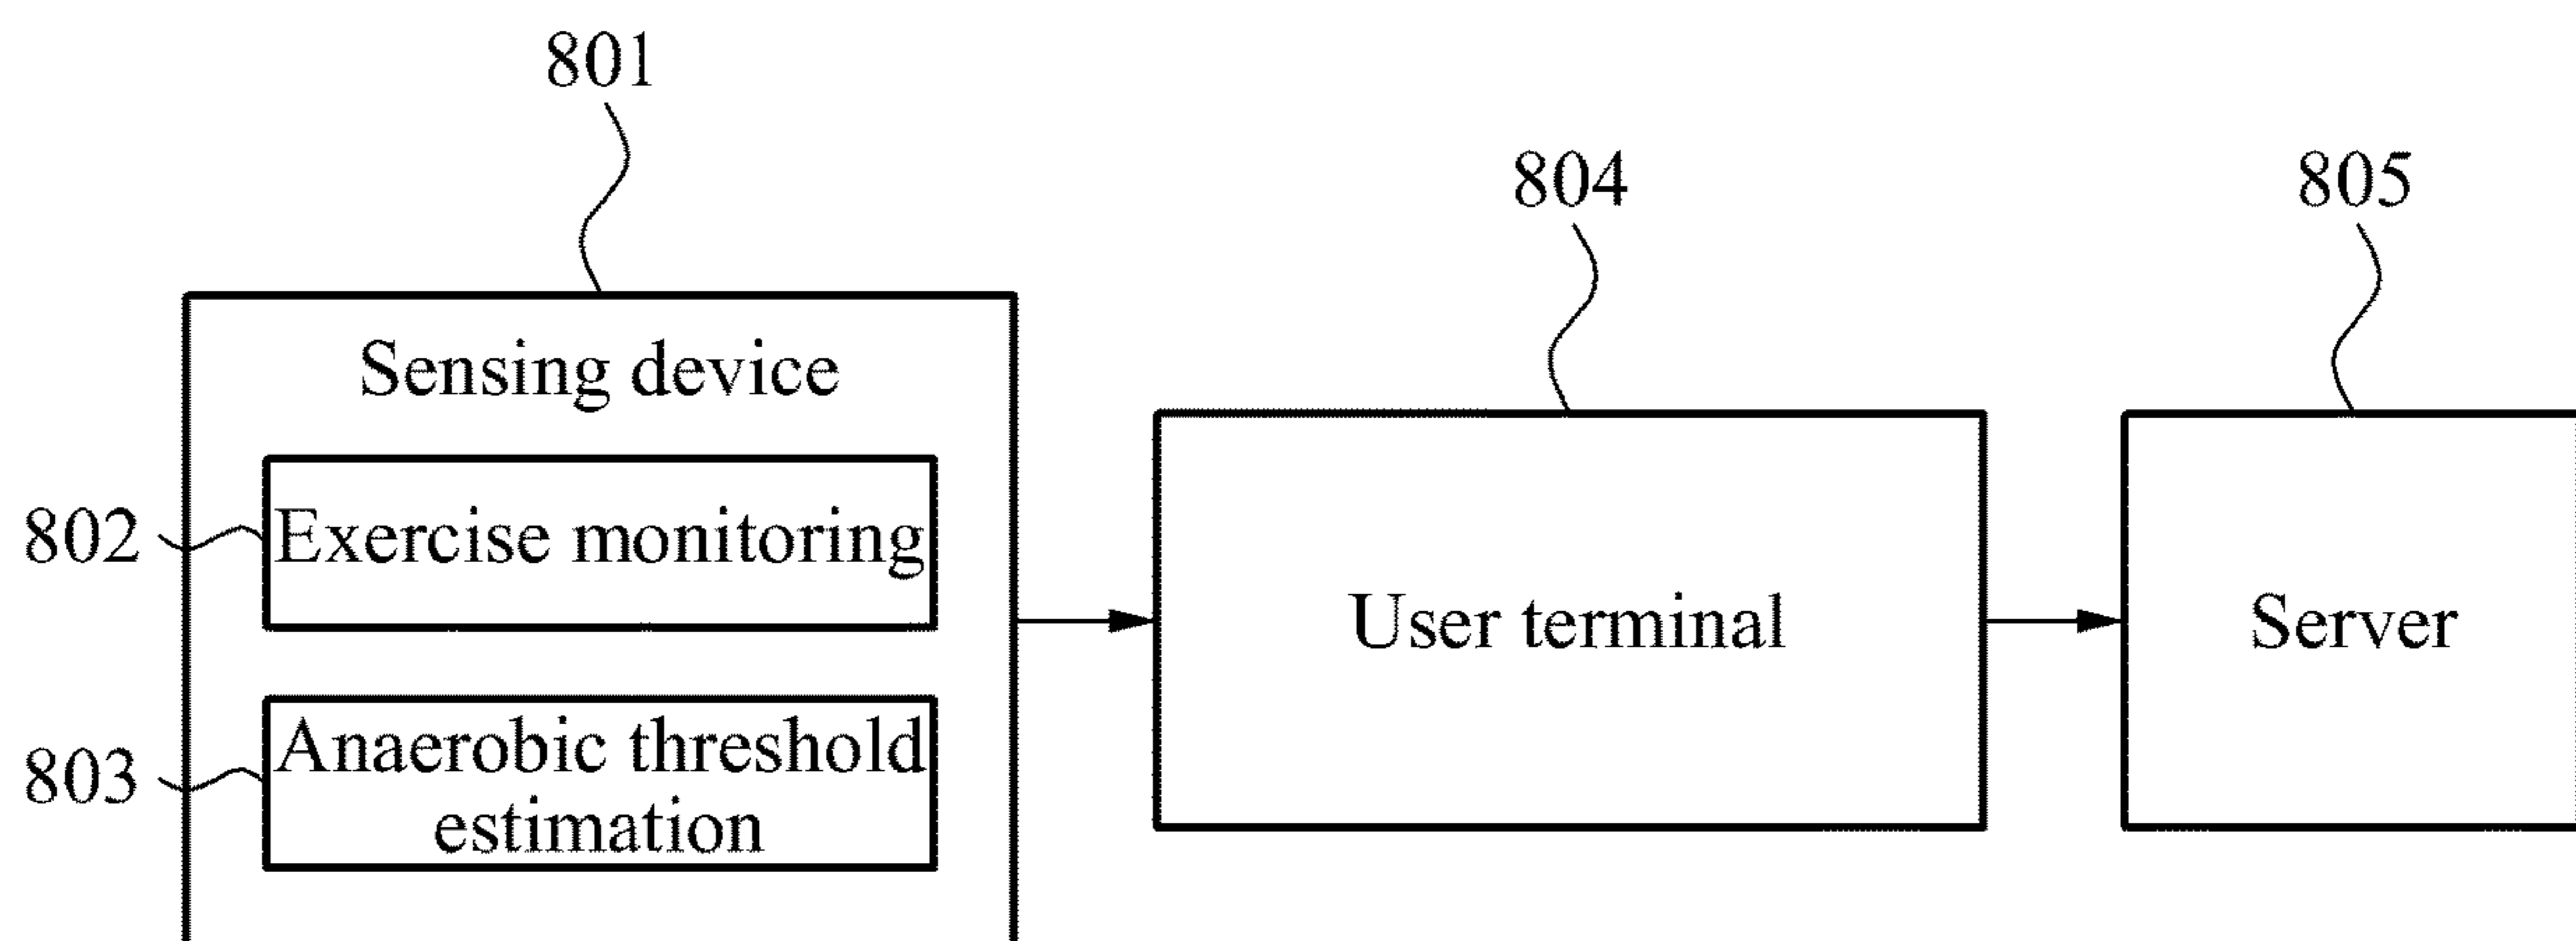 801
804
805
Sensing device
802
Exercise monitoring
User terminal
Server
803
Anaerobic threshold
estimation